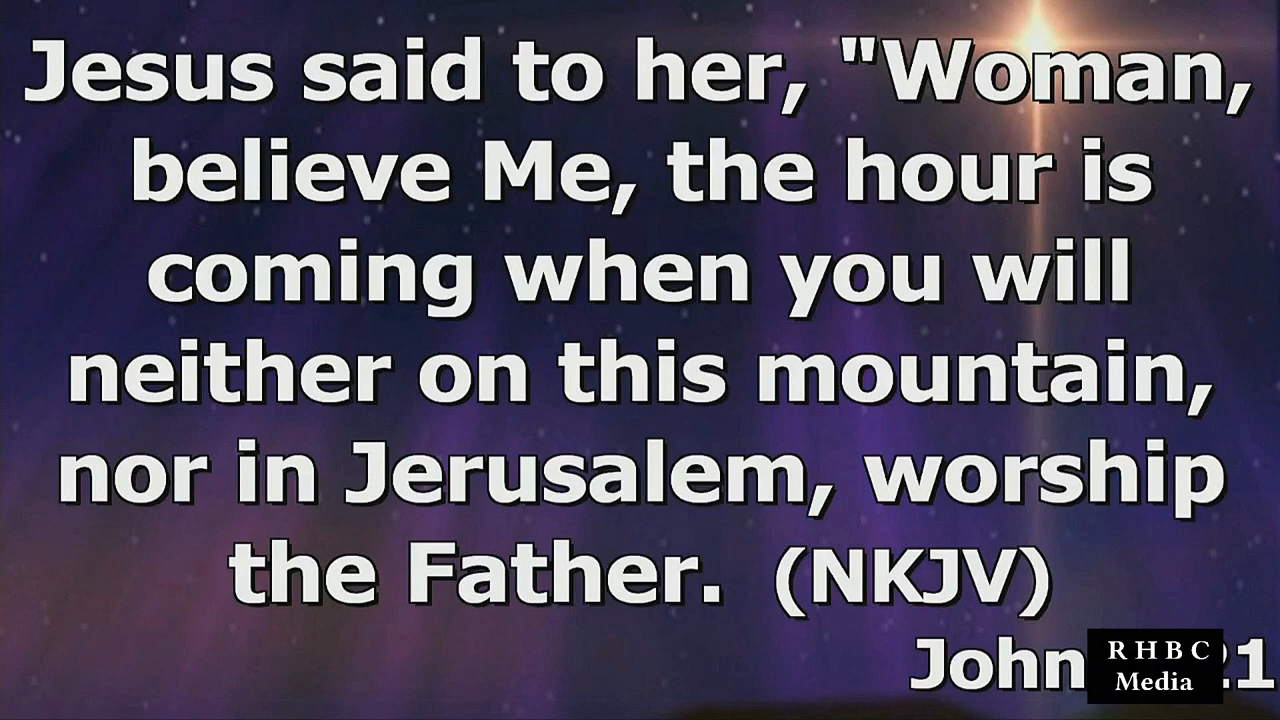 Jesus said to her, "Woman,
believe Me, the hour is
coming when you will
neither on this mountain,
nor in Jerusalem, worship
the Father.  (NKJV)
John
RHBC
Media